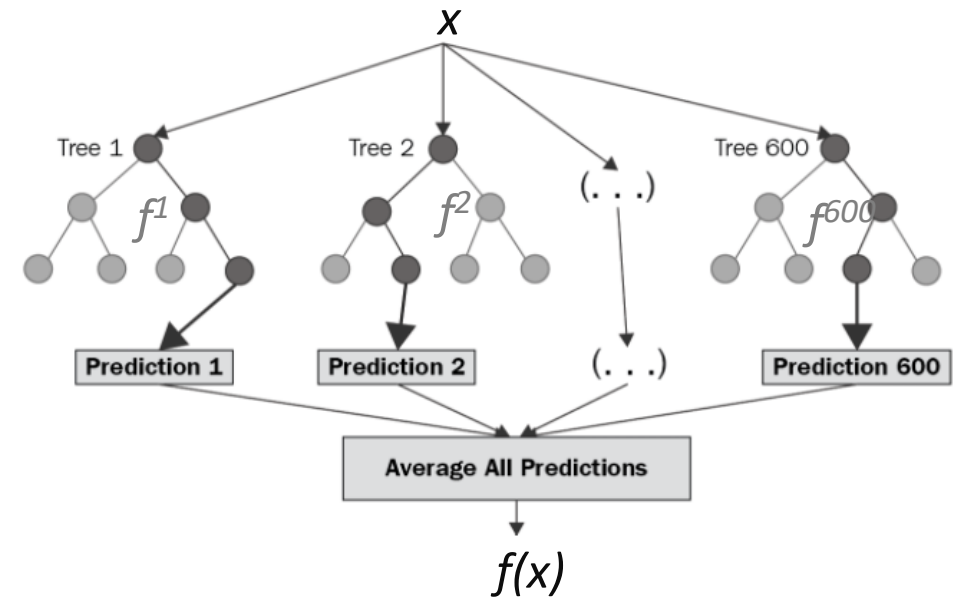 x
Tree 1
Tree 2
Tree 600
(. . .)
f1
f2
f600
Prediction 1
Prediction 2
(. . .)
Prediction 600
Average All Predictions
f(x)